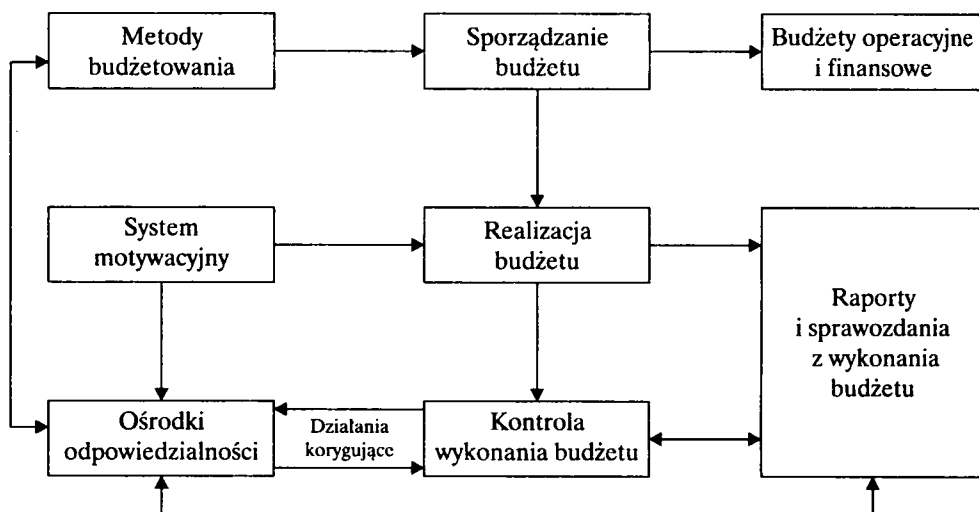 Metody
budżetowania
Sporządzanie
budżetu
Budżety operacyjne
i finansowe
System
motywacyjny
Realizacja
budżetu
Raporty
i sprawozdania
z wykonania
budżetu
Ośrodki
odpowiedzialności
Działania
korygujące
Kontrola
wykonania budżetu